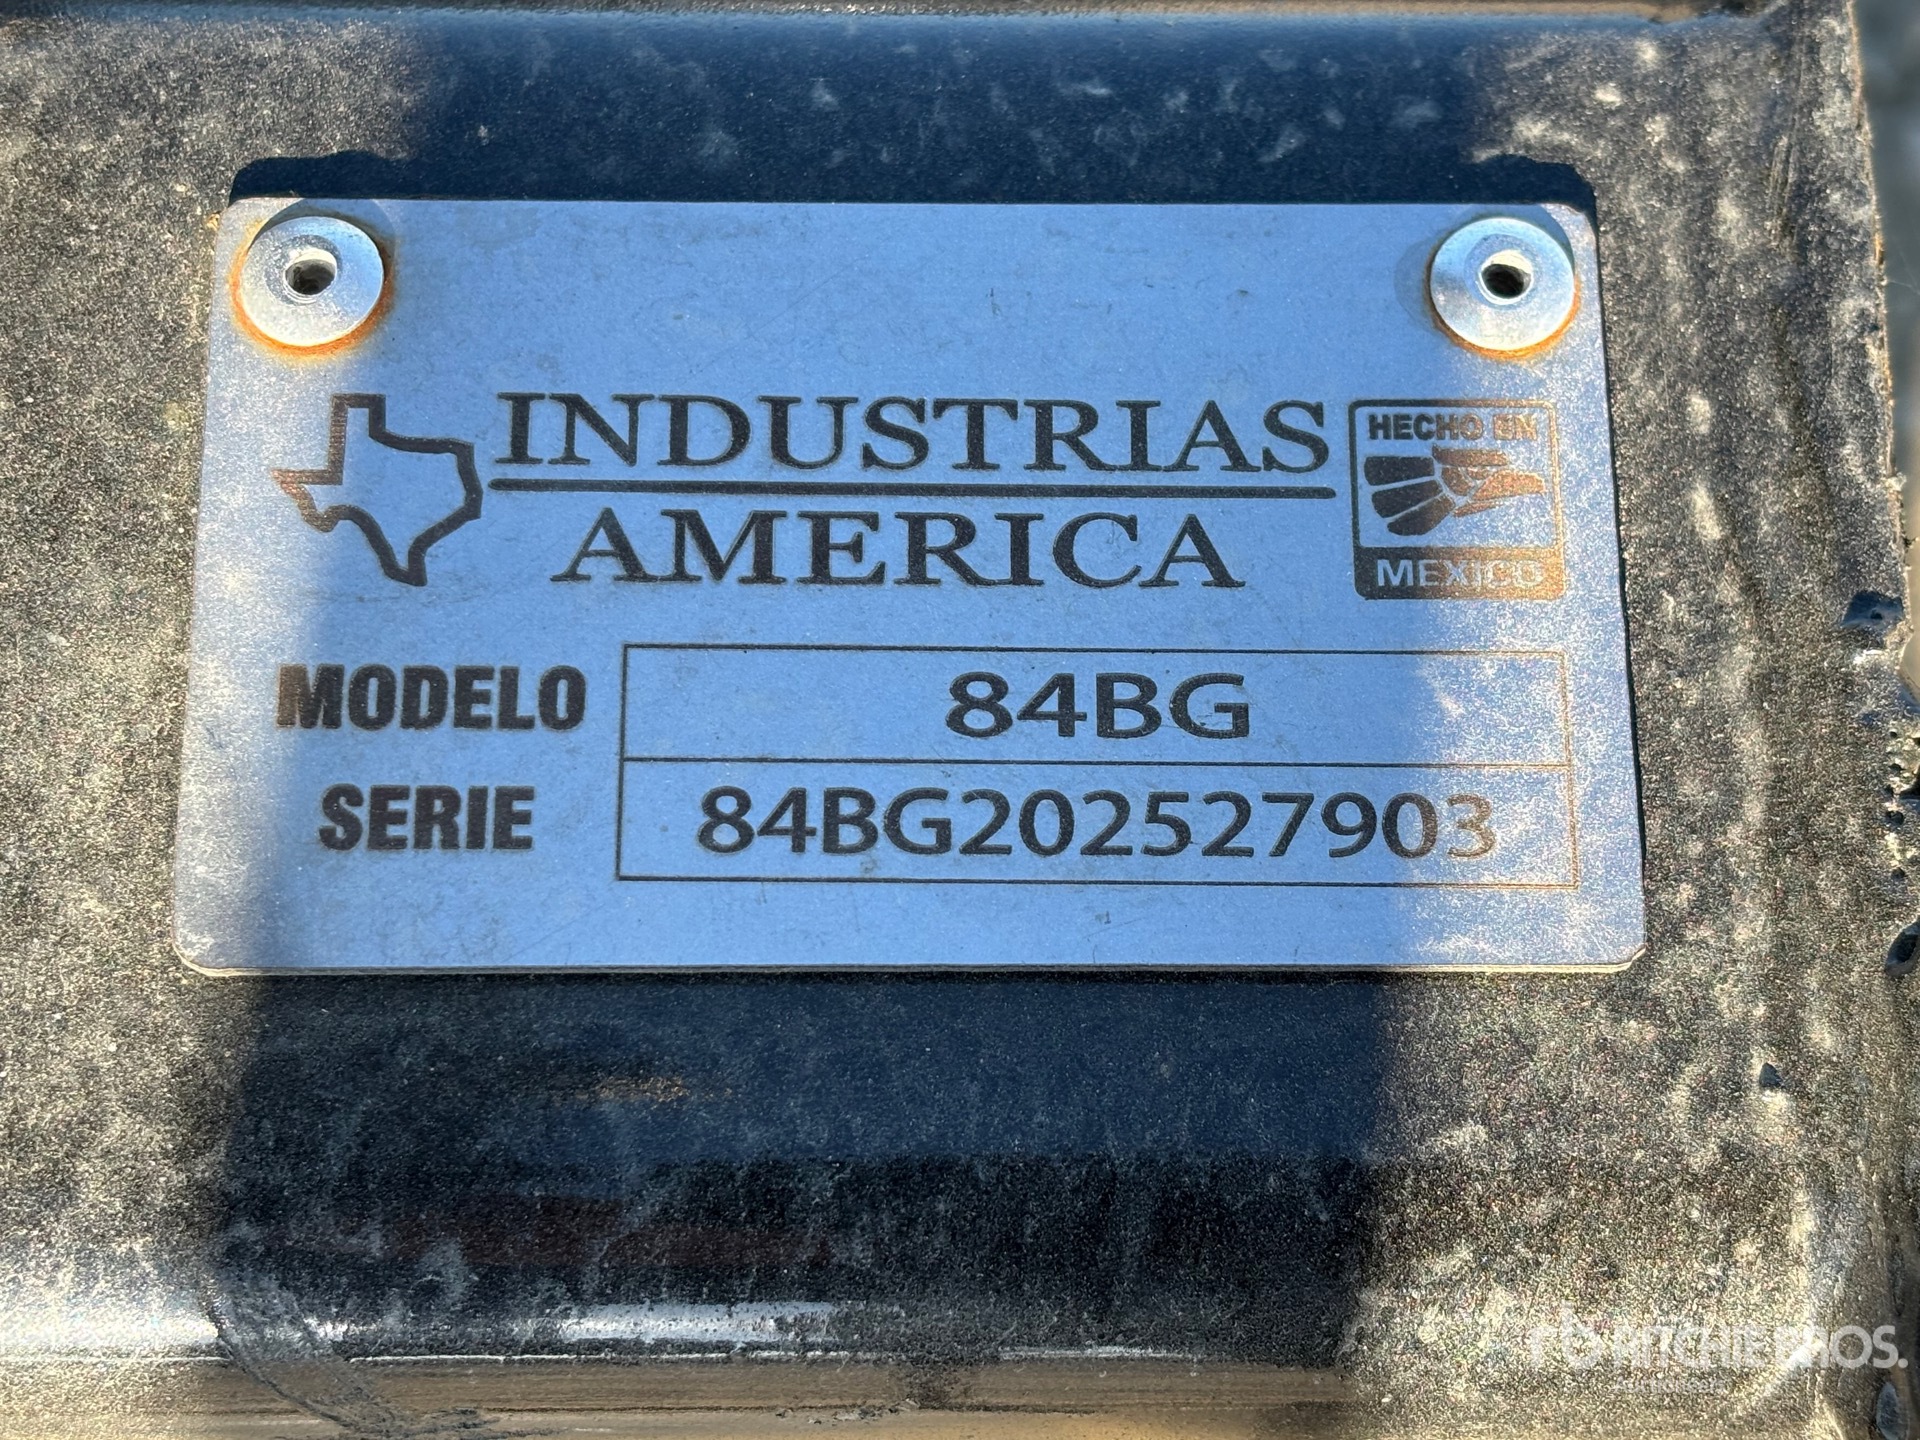 INDUSTRIAS
AMERICA
HECHO EN
MEXICO
MODELO 84BG
SERIE 84BG202527903
RITCHIE BROS.